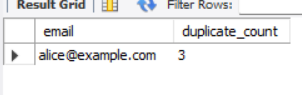 Result Grid Filter Rows:
email duplicate_count
alice@example.com 3